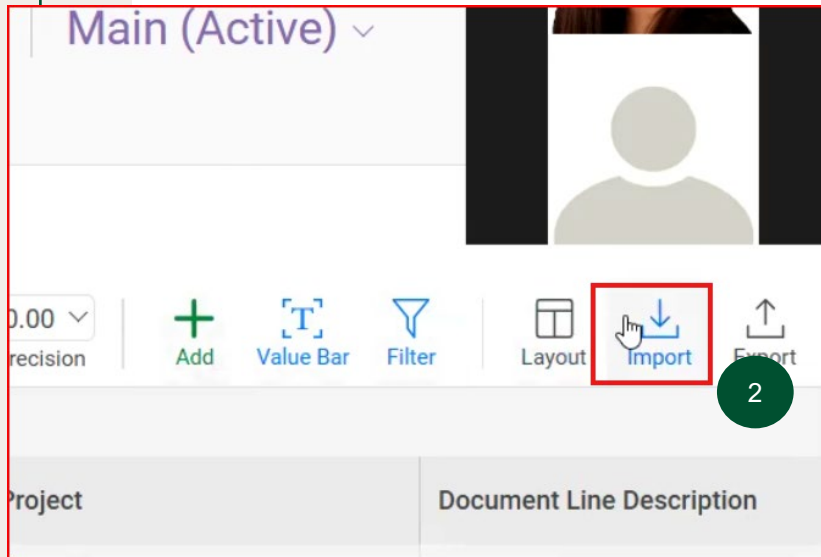 Main (Active)
0.00
recision
Add
Value Bar
Filter
Layout
Import
Export
2
Project
Document Line Description